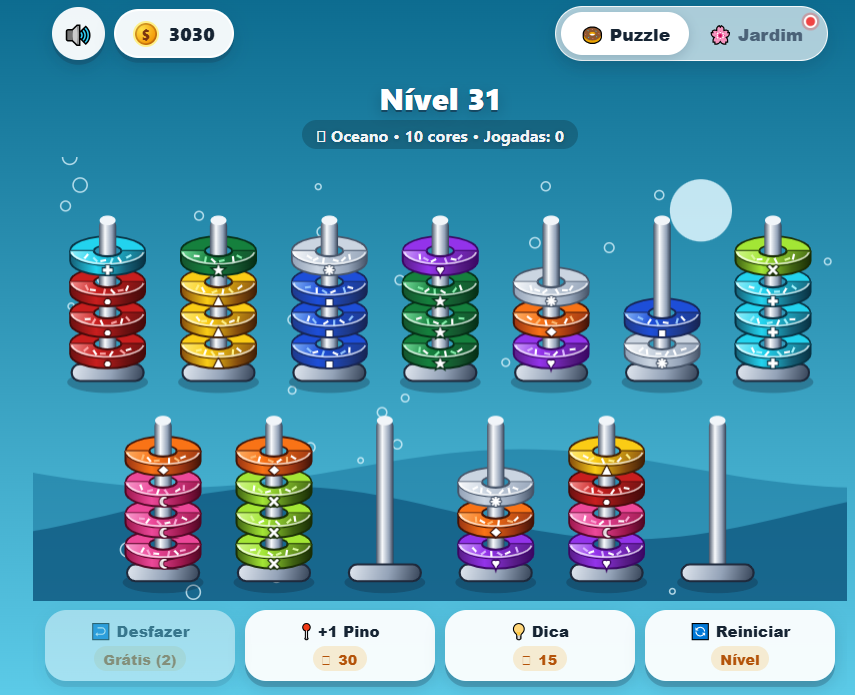 3030
Puzzle
Jardim
Nível 31
Oceano • 10 cores • Jogadas: 0
Desfazer
Grátis (2)
+1 Pino
30
Dica
15
Reiniciar
Nível